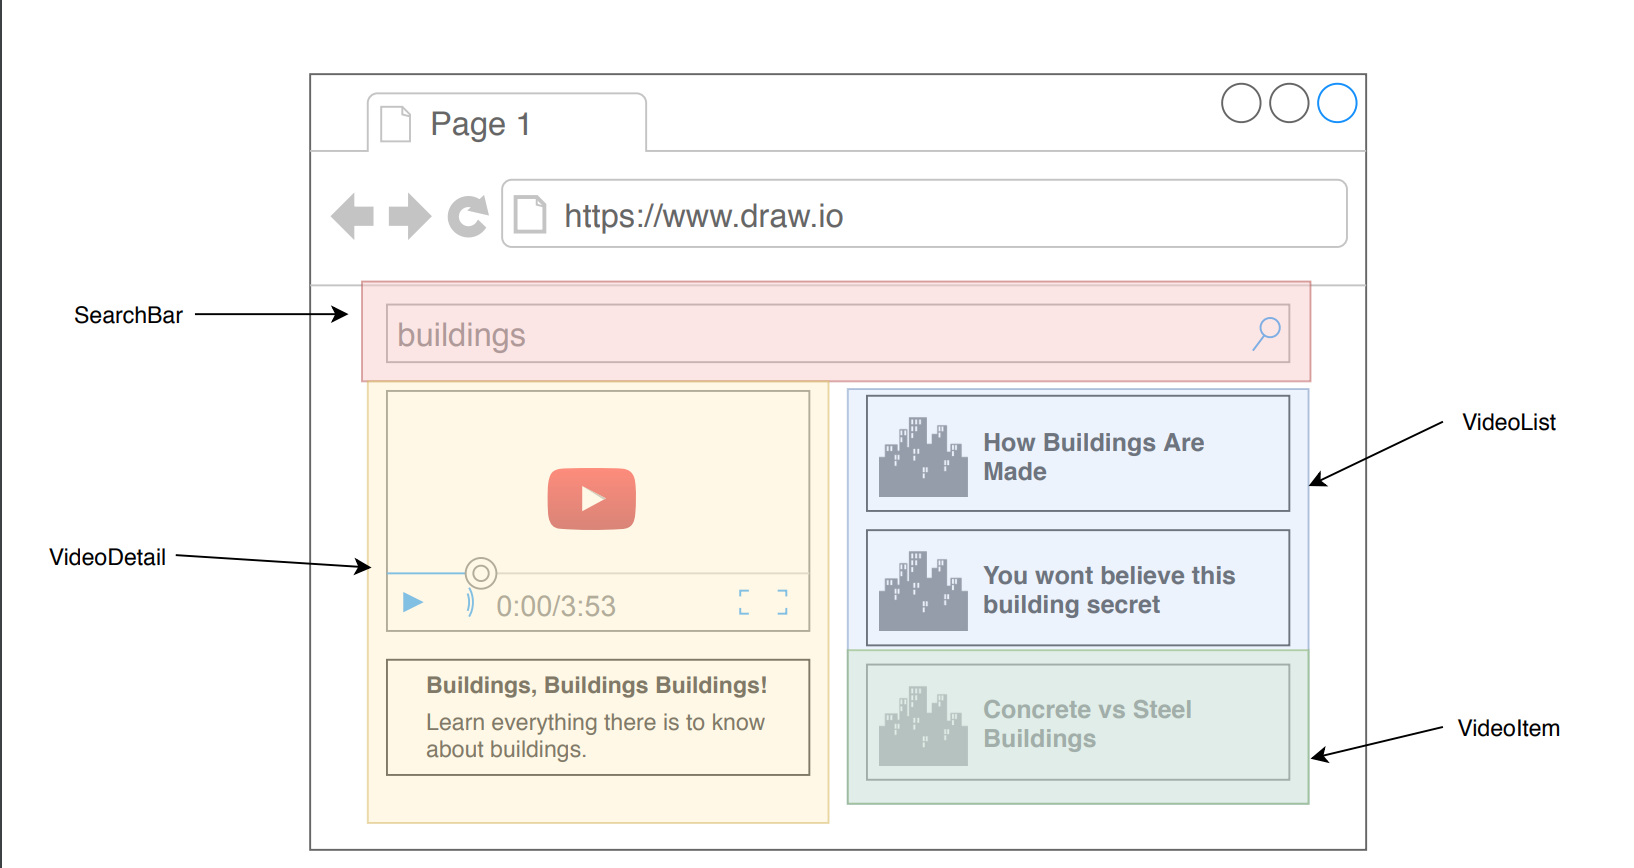 Page 1
https://www.draw.io
SearchBar
buildings
VideoList
How Buildings Are
Made
VideoDetail
You wont believe this
building secret
0:00/3:53
Buildings, Buildings Buildings!
Learn everything there is to know
about buildings.
Concrete vs Steel
Buildings
VideoItem